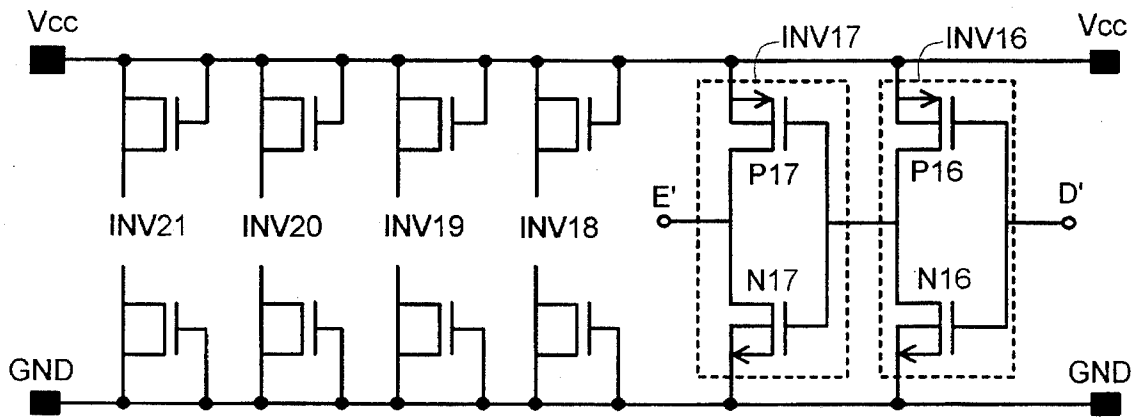 Vcc
INV17
INV16
Vcc
P17
P16
E'
D'
INV21
INV20
INV19
INV18
N17
N16
GND
GND